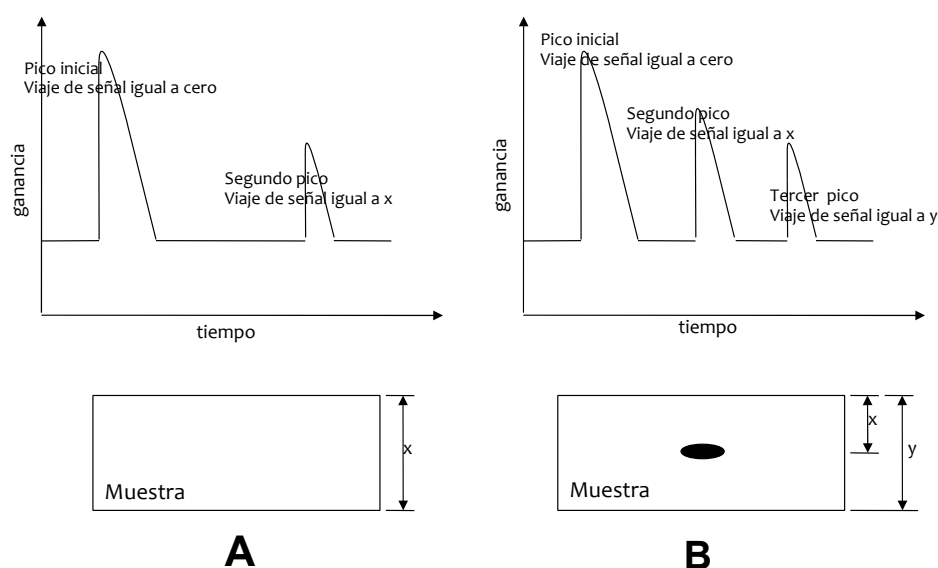 Pico inicial
Viaje de señal igual a cero
Segundo pico
Viaje de señal igual a x
ganancia
tiempo
x
Muestra
A
Pico inicial
Viaje de señal igual a cero
Segundo pico
Viaje de señal igual a x
Tercer pico
Viaje de señal igual a y
ganancia
tiempo
x
y
Muestra
B